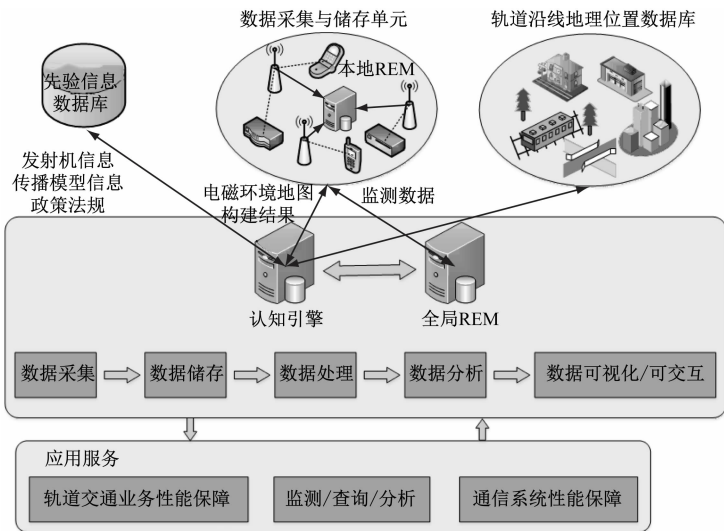 数据采集与储存单元
轨道沿线地理位置数据库
先验信息
数据库
本地REM
发射机信息
传播模型信息
政策法规
电磁环境地图
构建结果
监测数据
认知引擎
全局REM
数据采集
数据储存
数据处理
数据分析
数据可视化/可交互
应用服务
轨道交通业务性能保障
监测/查询/分析
通信系统性能保障